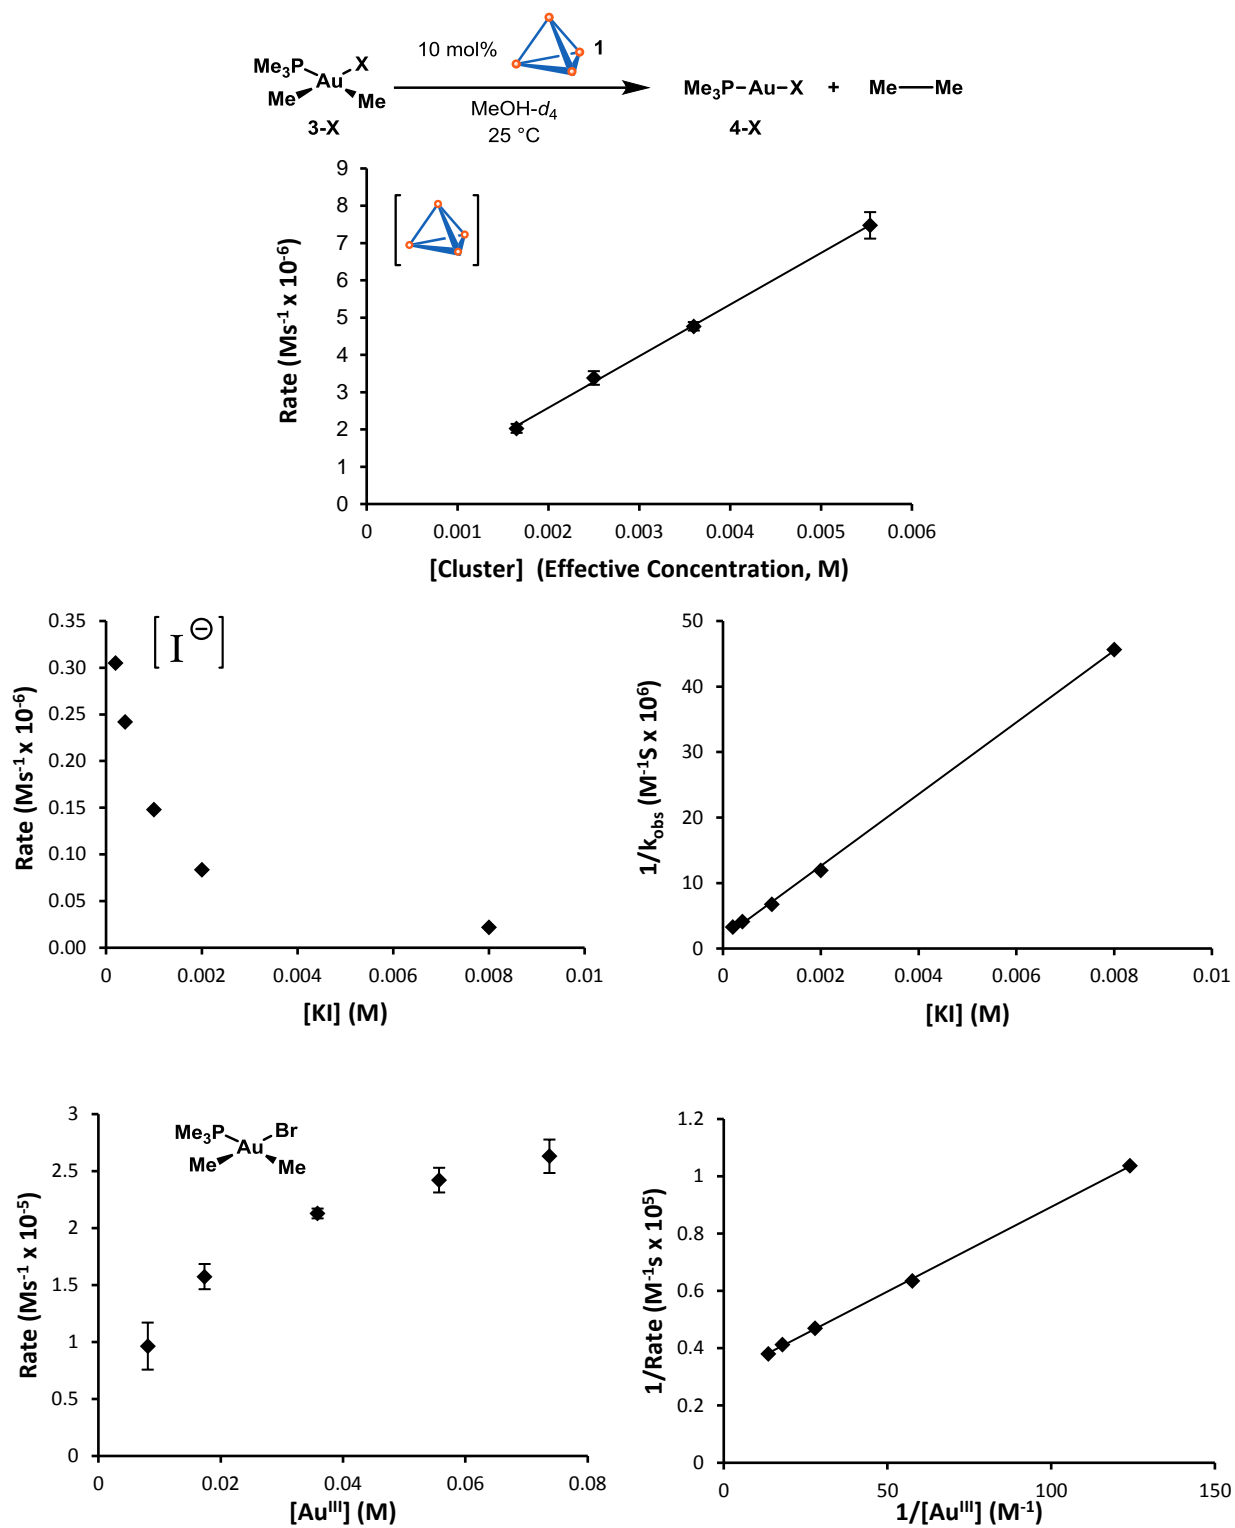 Me₃P X
Au
Me Me
3-X
10 mol% 1
MeOH-d₄
25 °C
Me₃P-Au-X + Me—Me
4-X
9
8
7
6
5
4
3
2
1
0
Rate (Ms⁻¹ x 10⁻⁶)
0 0.001 0.002 0.003 0.004 0.005 0.006
[Cluster] (Effective Concentration, M)
0.35
0.30
0.25
0.20
0.15
0.10
0.05
0.00
Rate (Ms⁻¹ x 10⁻⁶)
[I⊖]
0 0.002 0.004 0.006 0.008 0.01
[KI] (M)
50
40
30
20
10
0
1/kobs (M⁻¹S x 10⁶)
0 0.002 0.004 0.006 0.008 0.01
[KI] (M)
3
2.5
2
1.5
1
0.5
0
Rate (Ms⁻¹ x 10⁻⁵)
Me₃P Br
Au
Me Me
0 0.02 0.04 0.06 0.08
[Auᴵᴵᴵ] (M)
1.2
1
0.8
0.6
0.4
0.2
0
1/Rate (M⁻¹s x 10⁵)
0 50 100 150
1/[Auᴵᴵᴵ] (M⁻¹)